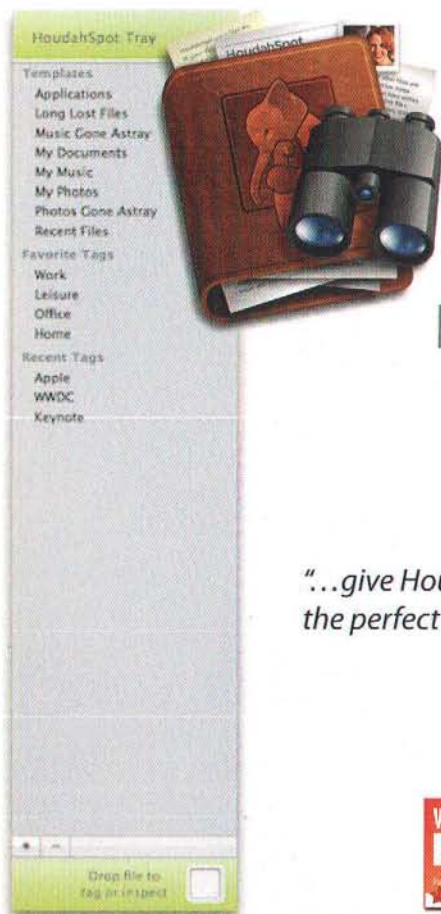 HoudahSpot Tray
Templates
Applications
Long Lost Files
Music Gone Astray
My Documents
My Music
My Photos
Photos Gone Astray
Recent Files
Favorite Tags
Work
Leisure
Office
Home
Recent Tags
Apple
WWDC
Keynote
+ −
Drop file to
tag or inspect
HoudahSpot
"…give Hou
the perfect